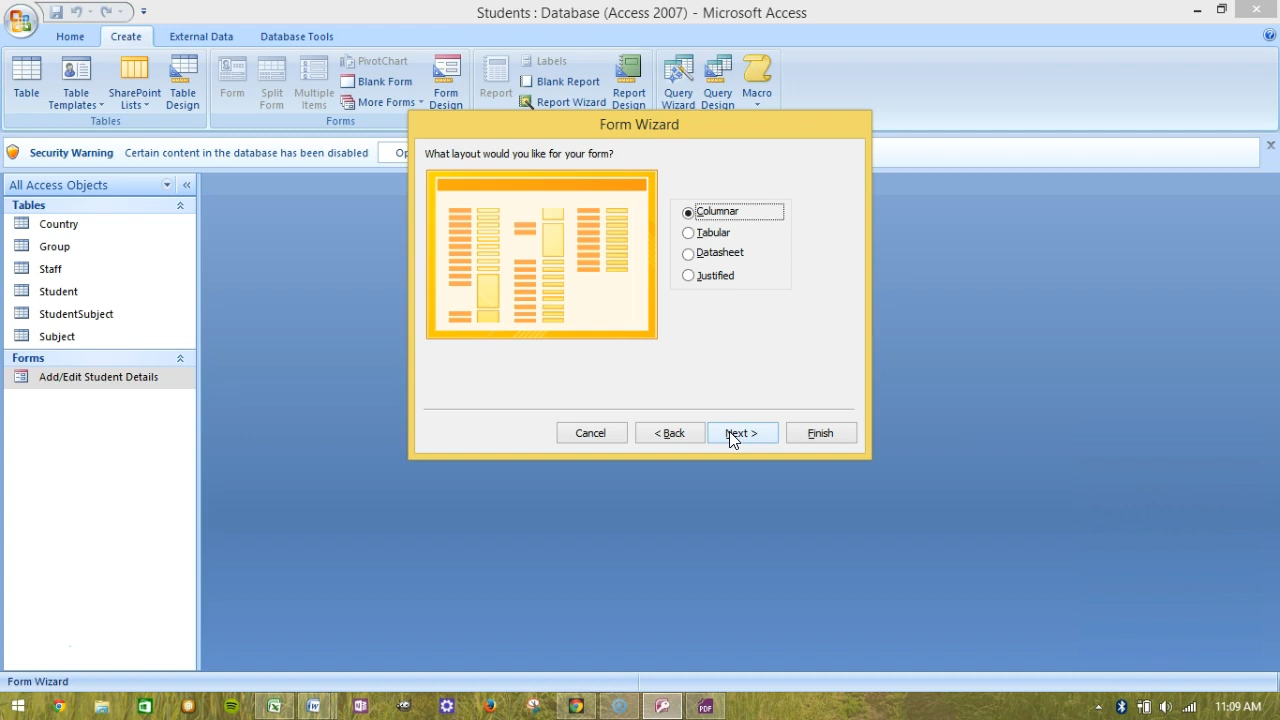 Students : Database (Access 2007) - Microsoft Access
Home Create External Data Database Tools
Table
Table Templates
SharePoint Lists
Table Design
Tables
Form
Split Form
Multiple Items
PivotChart
Blank Form
More Forms
Form Design
Forms
Report
Labels
Blank Report
Report Wizard
Report Design
Query Wizard
Query Design
Macro
Security Warning Certain content in the database has been disabled
All Access Objects
Tables
Country
Group
Staff
Student
StudentSubject
Subject
Forms
Add/Edit Student Details
Form Wizard
What layout would you like for your form?
Columnar
Tabular
Datasheet
Justified
Cancel < Back Next > Finish
Form Wizard
PDF
11:09 AM